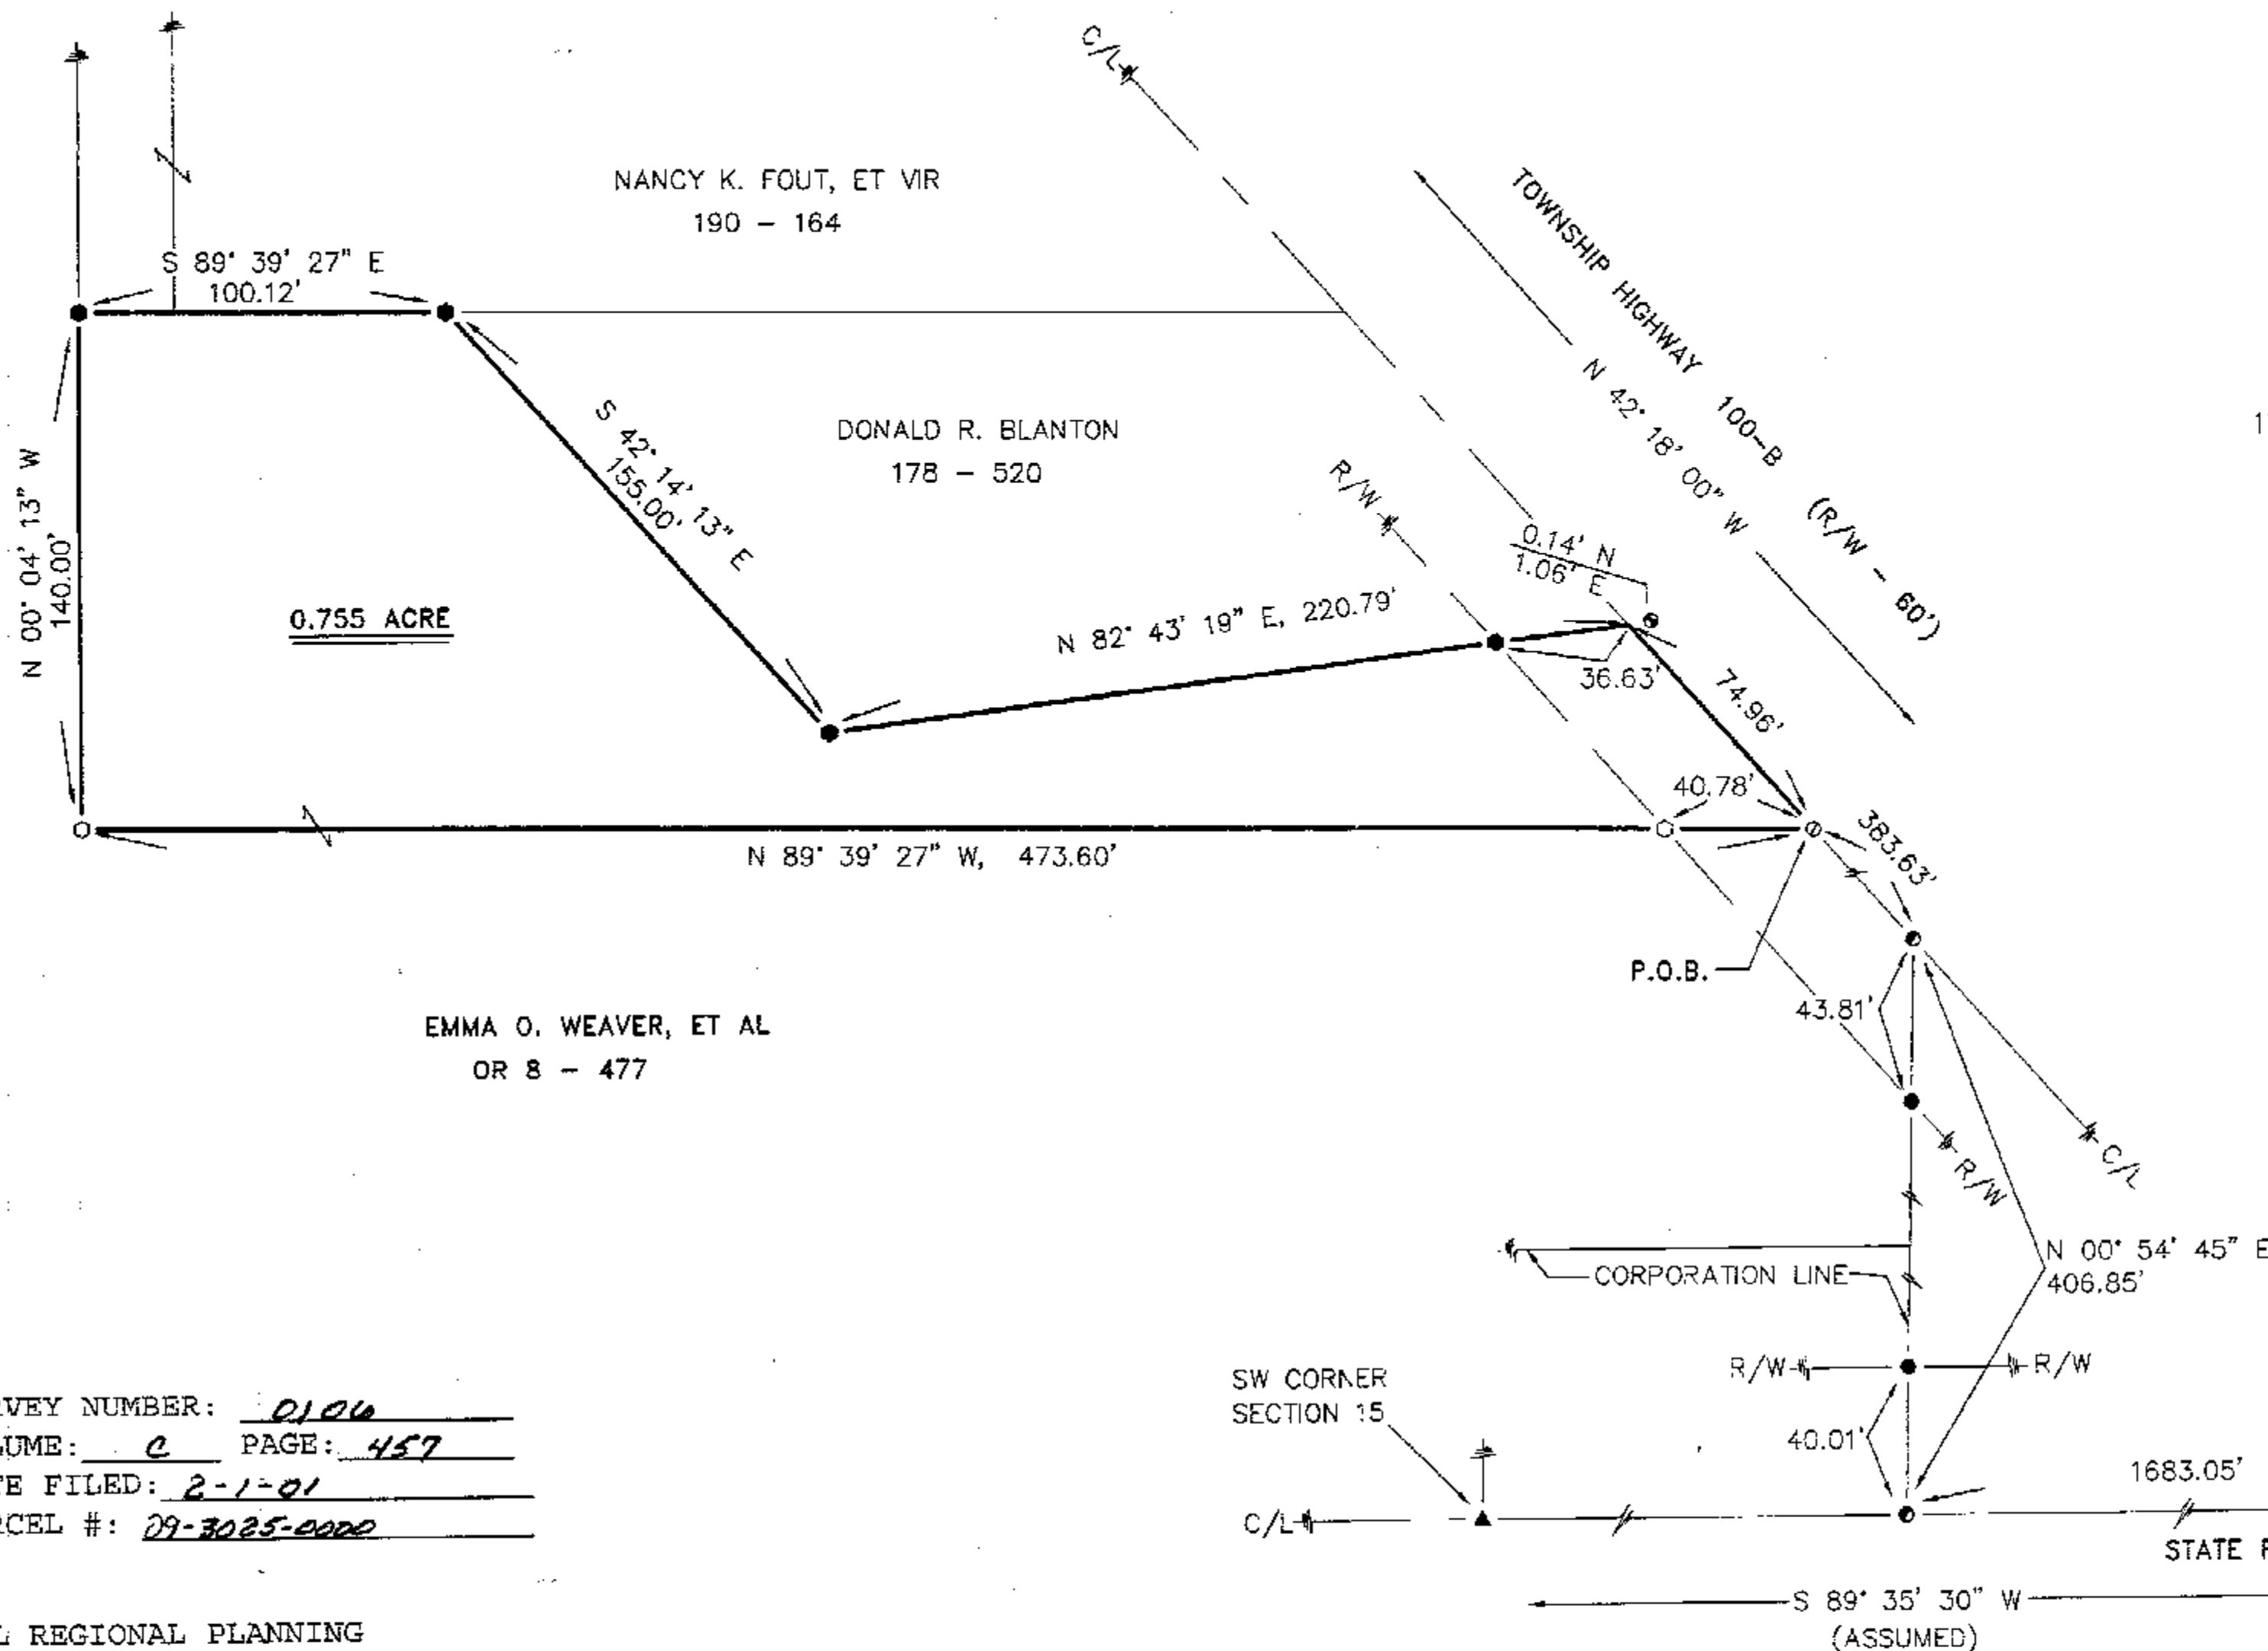 C/L
NANCY K. FOUT, ET VIR
190 - 164
TOWNSHIP HIGHWAY 100-B (R/W - 60')
N 42° 18' 00" W
S 89° 39' 27" E
100.12'
1
DONALD R. BLANTON
178 - 520
S 42° 14' 13" E
155.00'
R/W
0.14' N
1.06' E
N 00° 04' 13" W
140.00'
0.755 ACRE
N 82° 43' 19" E, 220.79'
36.63'
74.96'
40.78'
383.63'
N 89° 39' 27" W, 473.60'
P.O.B.
43.81'
EMMA O. WEAVER, ET AL
OR 8 - 477
C/L
R/W
N 00° 54' 45" E
406.85'
CORPORATION LINE
R/W
R/W
SW CORNER
SECTION 15
40.01'
1683.05'
C/L
STATE
S 89° 35' 30" W
(ASSUMED)
VEY NUMBER: 0106
UME: C PAGE: 457
TE FILED: 2-1-01
CEL #: 09-3025-0000
REGIONAL PLANNING